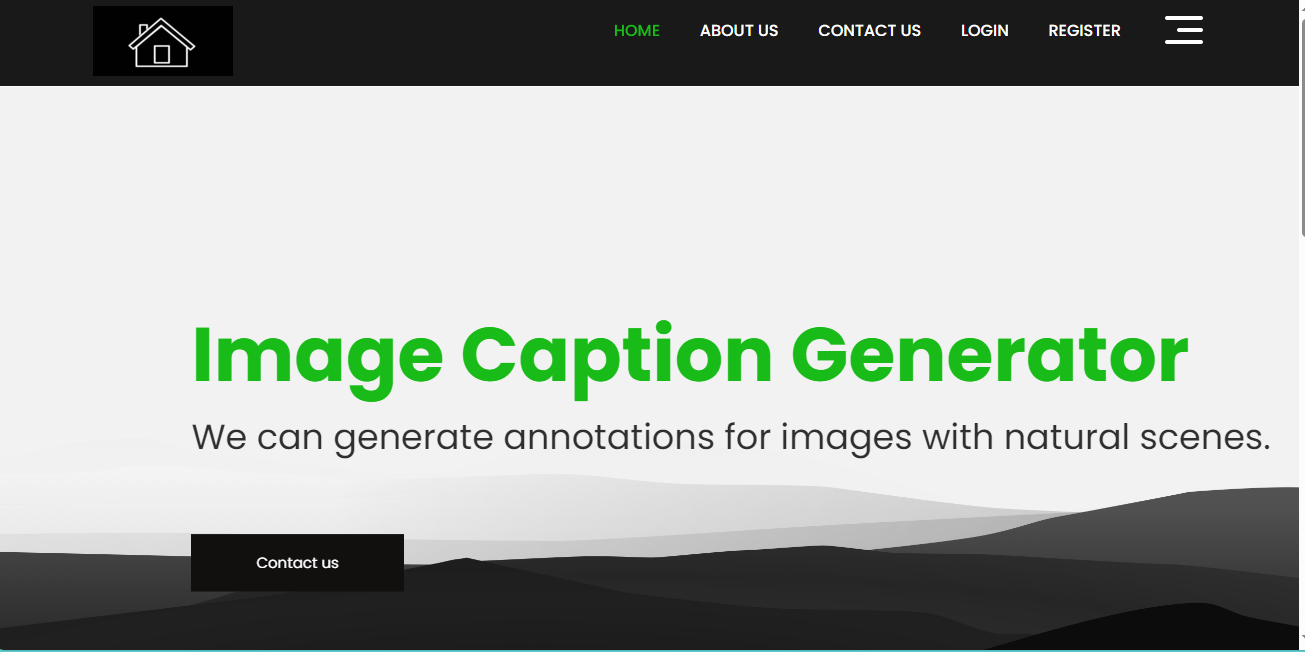 HOME ABOUT US CONTACT US LOGIN REGISTER
Image Caption Generator
We can generate annotations for images with natural scenes.
Contact us